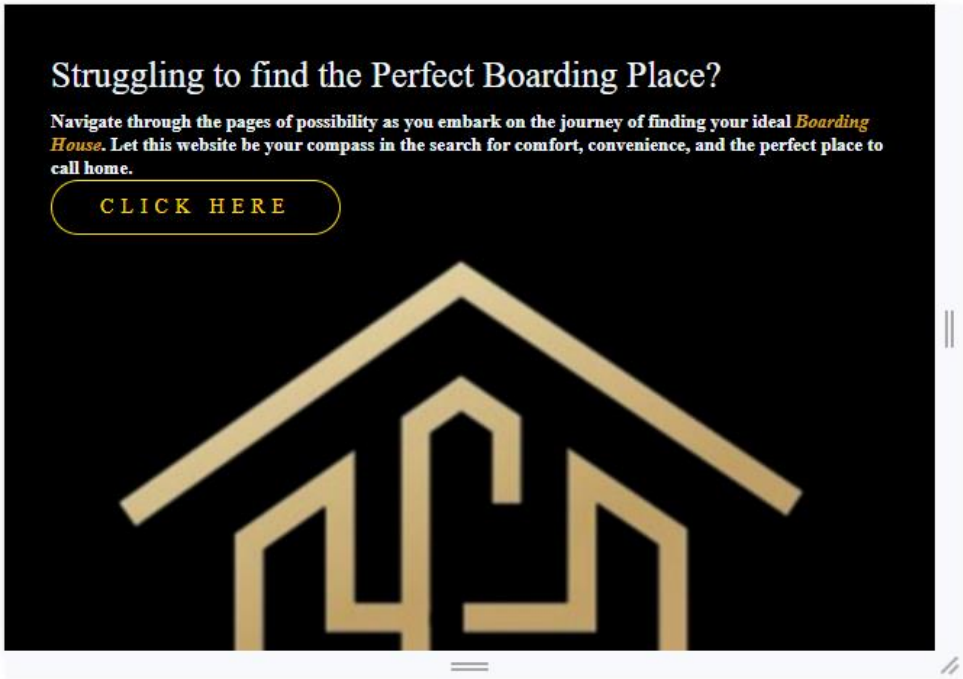 Struggling to find the Perfect Boarding Place?
Navigate through the pages of possibility as you embark on the journey of finding your ideal Boarding
House. Let this website be your compass in the search for comfort, convenience, and the perfect place to
call home.
CLICK HERE